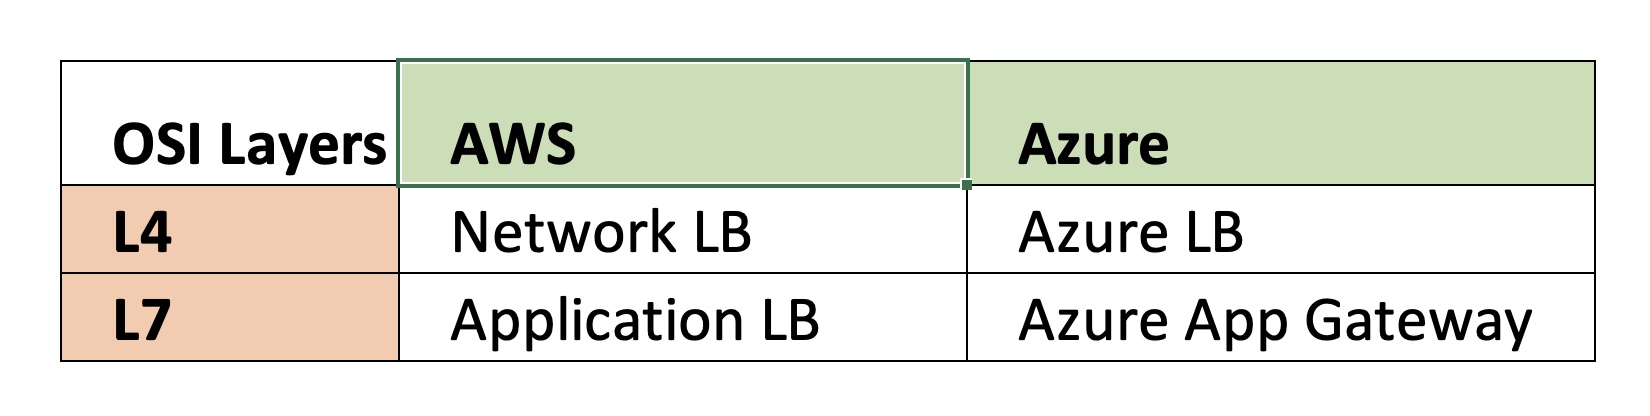 OSI Layers AWS Azure
L4 Network LB Azure LB
L7 Application LB Azure App Gateway